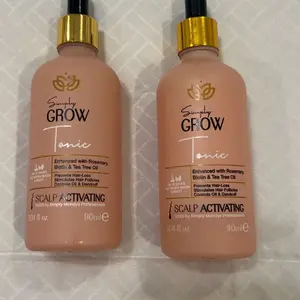 Simply
GROW
Tonic
Enhanced with Rosemary
Biotin & Tea Tree Oil
Prevents Hair-Loss
Stimulates Hair Follicles
Controls Oil & Dandruff
SCALP ACTIVATING
110ml℮
Simply
GROW
Tonic
Enhanced with Rosemary
Biotin & Tea Tree Oil
Prevents Hair-Loss
Stimulates Hair Follicles
Controls Oil & Dandruff
SCALP ACTIVATING
110ml℮